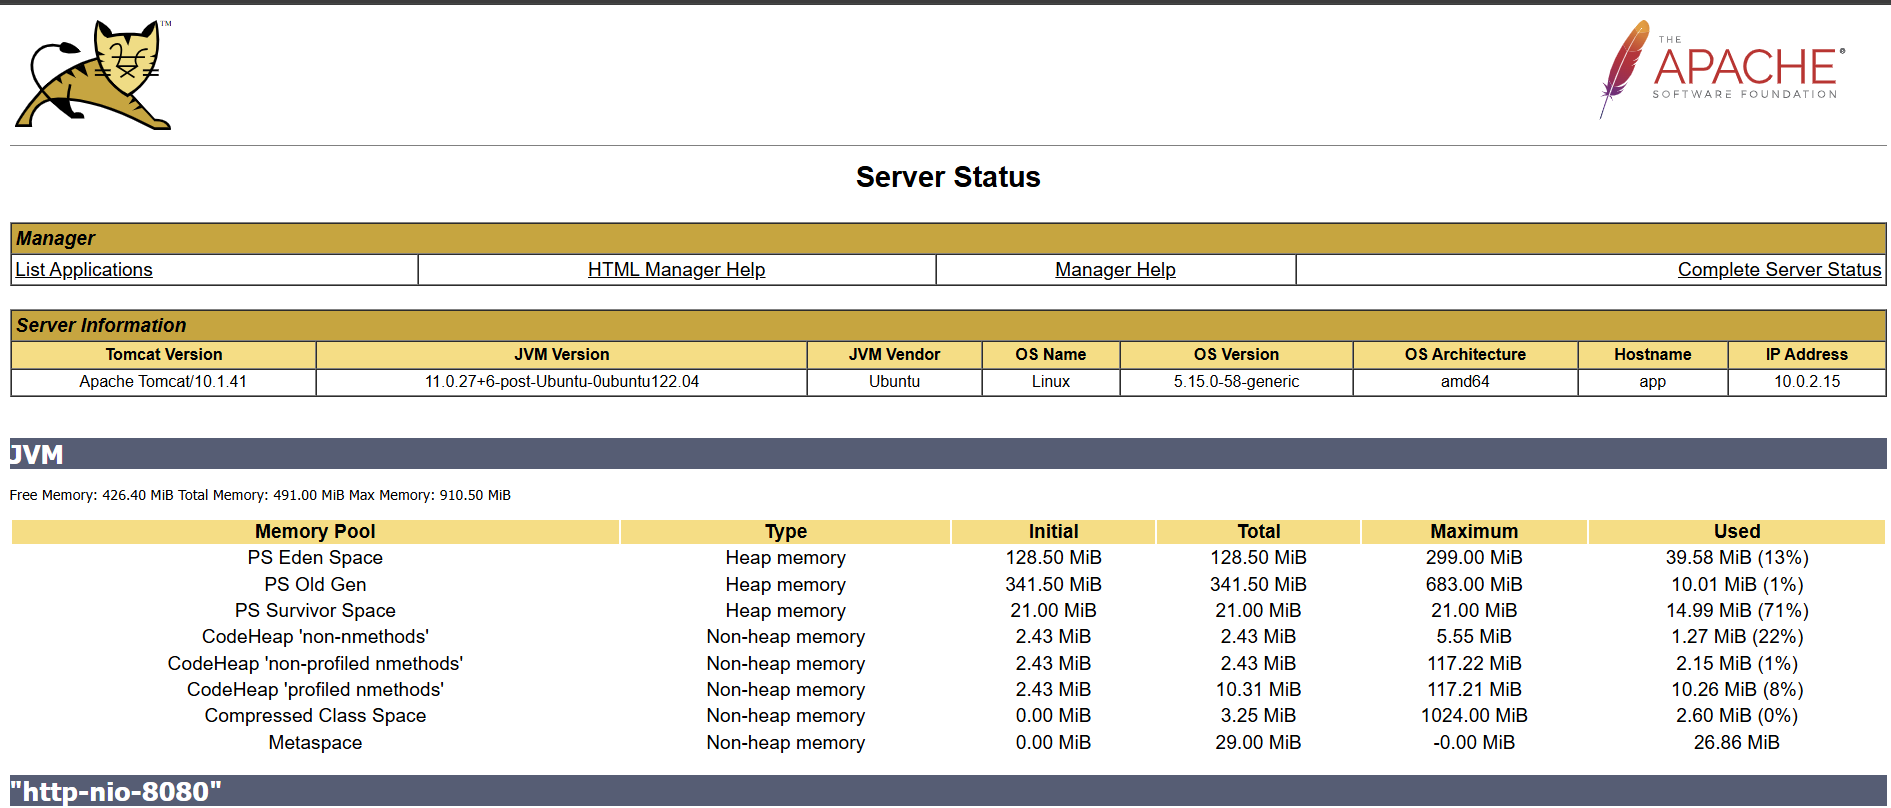 TM
THE
APACHE®
SOFTWARE FOUNDATION
Server Status
Manager
List Applications HTML Manager Help Manager Help Complete Server Status
Server Information
Tomcat Version JVM Version JVM Vendor OS Name OS Version OS Architecture Hostname IP Address
Apache Tomcat/10.1.41 11.0.27+6-post-Ubuntu-0ubuntu122.04 Ubuntu Linux 5.15.0-58-generic amd64 app 10.0.2.15
JVM
Free Memory: 426.40 MiB Total Memory: 491.00 MiB Max Memory: 910.50 MiB
Memory Pool Type Initial Total Maximum Used
PS Eden Space Heap memory 128.50 MiB 128.50 MiB 299.00 MiB 39.58 MiB (13%)
PS Old Gen Heap memory 341.50 MiB 341.50 MiB 683.00 MiB 10.01 MiB (1%)
PS Survivor Space Heap memory 21.00 MiB 21.00 MiB 21.00 MiB 14.99 MiB (71%)
CodeHeap 'non-nmethods' Non-heap memory 2.43 MiB 2.43 MiB 5.55 MiB 1.27 MiB (22%)
CodeHeap 'non-profiled nmethods' Non-heap memory 2.43 MiB 2.43 MiB 117.22 MiB 2.15 MiB (1%)
CodeHeap 'profiled nmethods' Non-heap memory 2.43 MiB 10.31 MiB 117.21 MiB 10.26 MiB (8%)
Compressed Class Space Non-heap memory 0.00 MiB 3.25 MiB 1024.00 MiB 2.60 MiB (0%)
Metaspace Non-heap memory 0.00 MiB 29.00 MiB -0.00 MiB 26.86 MiB
"http-nio-8080"